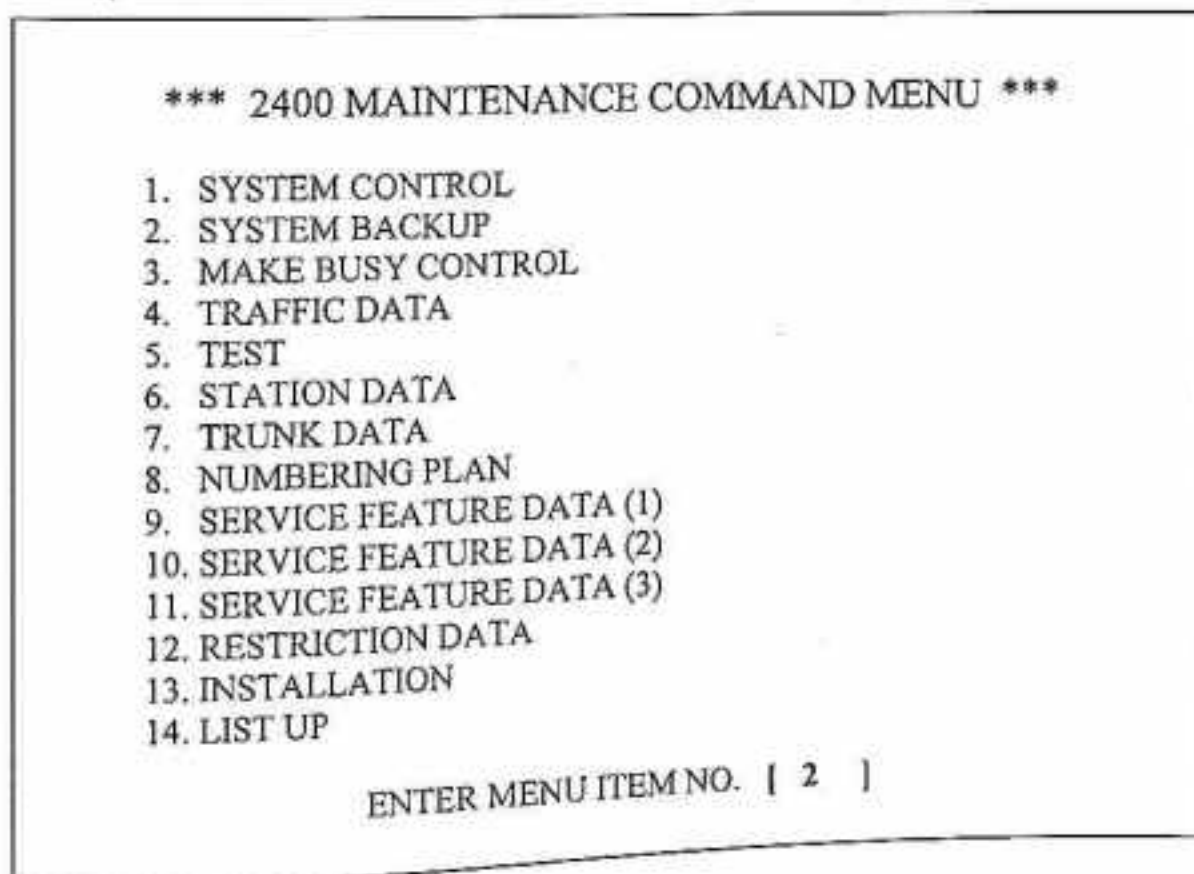 *** 2400 MAINTENANCE COMMAND MENU ***
1. SYSTEM CONTROL
2. SYSTEM BACKUP
3. MAKE BUSY CONTROL
4. TRAFFIC DATA
5. TEST
6. STATION DATA
7. TRUNK DATA
8. NUMBERING PLAN
9. SERVICE FEATURE DATA (1)
10. SERVICE FEATURE DATA (2)
11. SERVICE FEATURE DATA (3)
12. RESTRICTION DATA
13. INSTALLATION
14. LIST UP
ENTER MENU ITEM NO. [ 2 ]